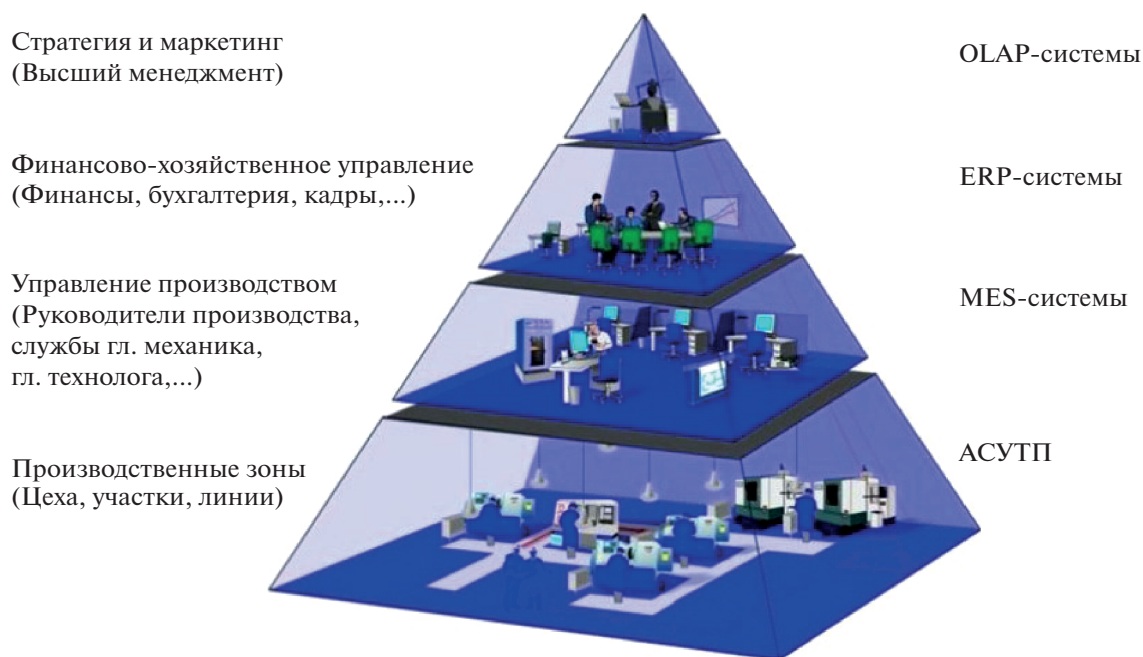 Стратегия и маркетинг
(Высший менеджмент)
OLAP-системы
Финансово-хозяйственное управление
(Финансы, бухгалтерия, кадры,...)
ERP-системы
Управление производством
(Руководители производства,
службы гл. механика,
гл. технолога,...)
MES-системы
Производственные зоны
(Цеха, участки, линии)
АСУТП